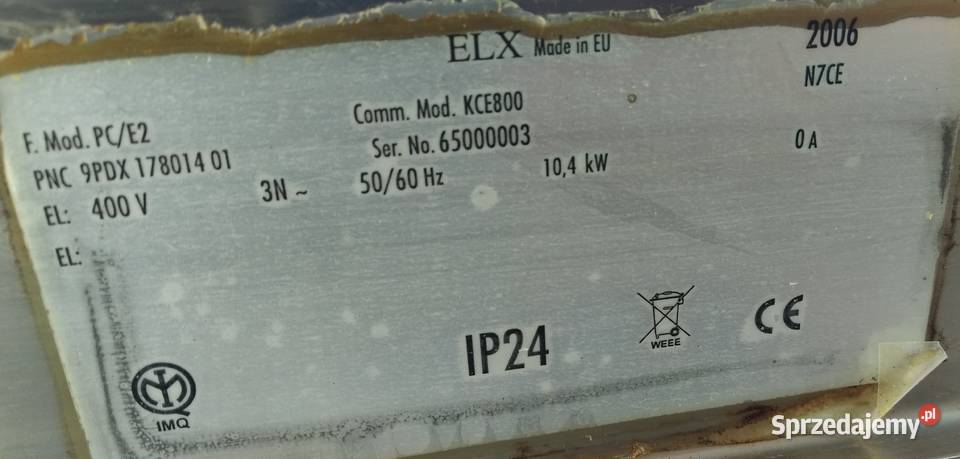 ELX Made in EU 2006
N7CE
F. Mod. PC/E2 Comm. Mod. KCE800
PNC 9PDX 178014 01 Ser. No. 65000003 0 A
EL: 400 V 3N ~ 50/60 Hz 10,4 kW
EL:
IP24
WEEE
CE
IMQ
Sprzedajemy.pl